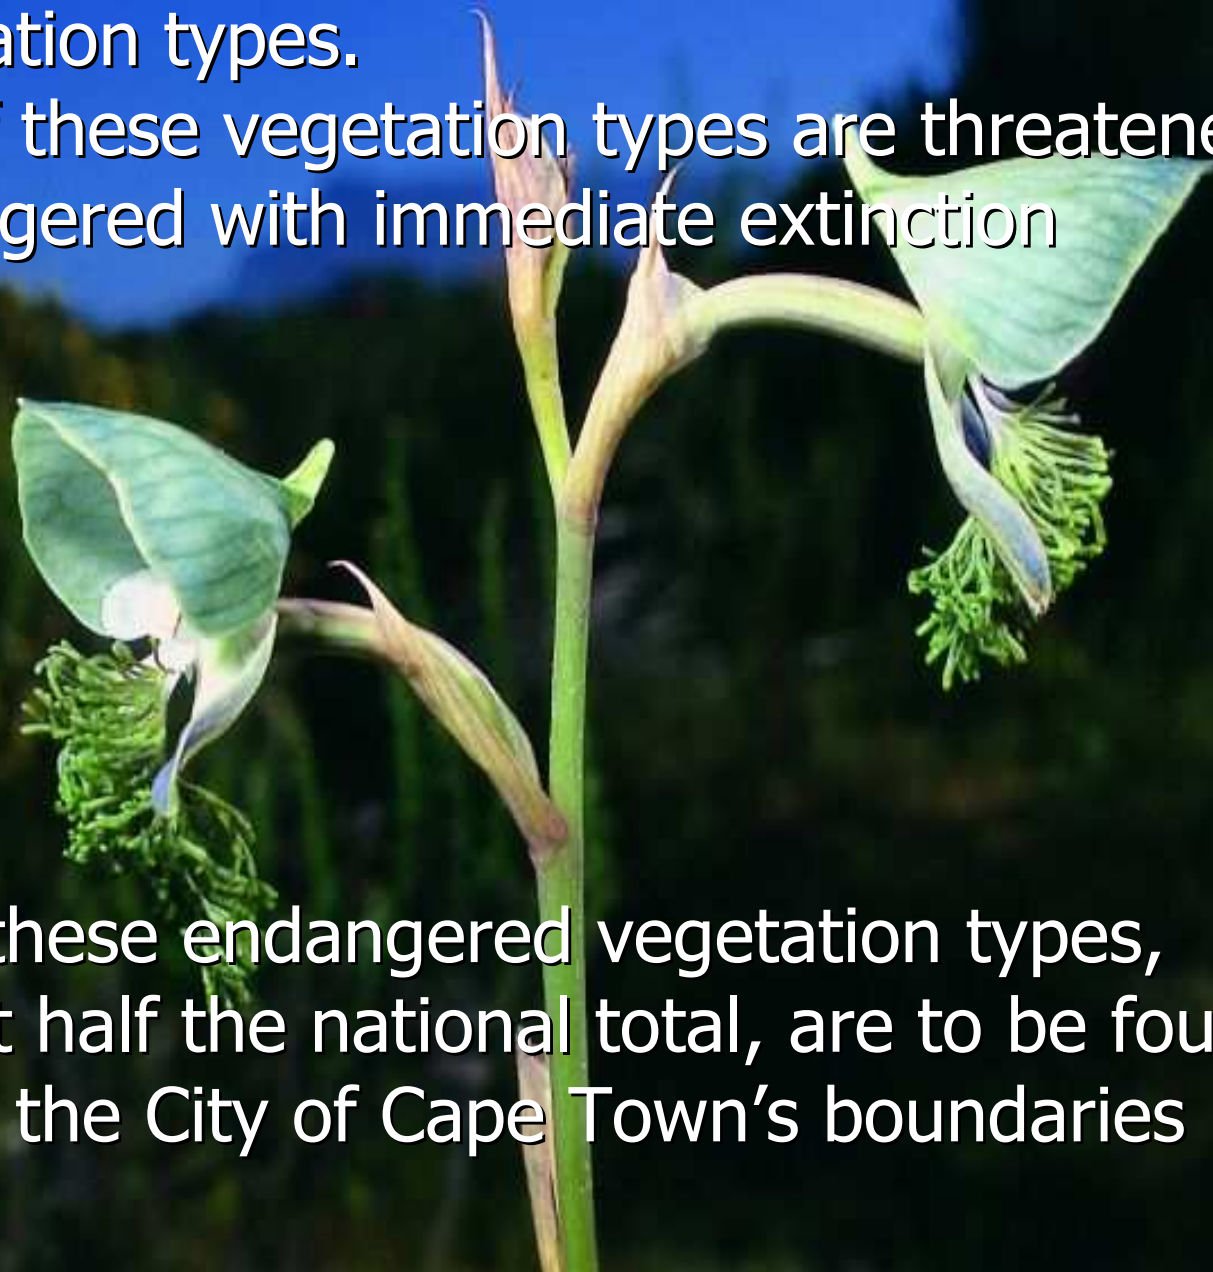 ation types.
these vegetation types are threatene
gered with immediate extinction
these endangered vegetation types,
t half the national total, are to be fou
the City of Cape Town’s boundaries